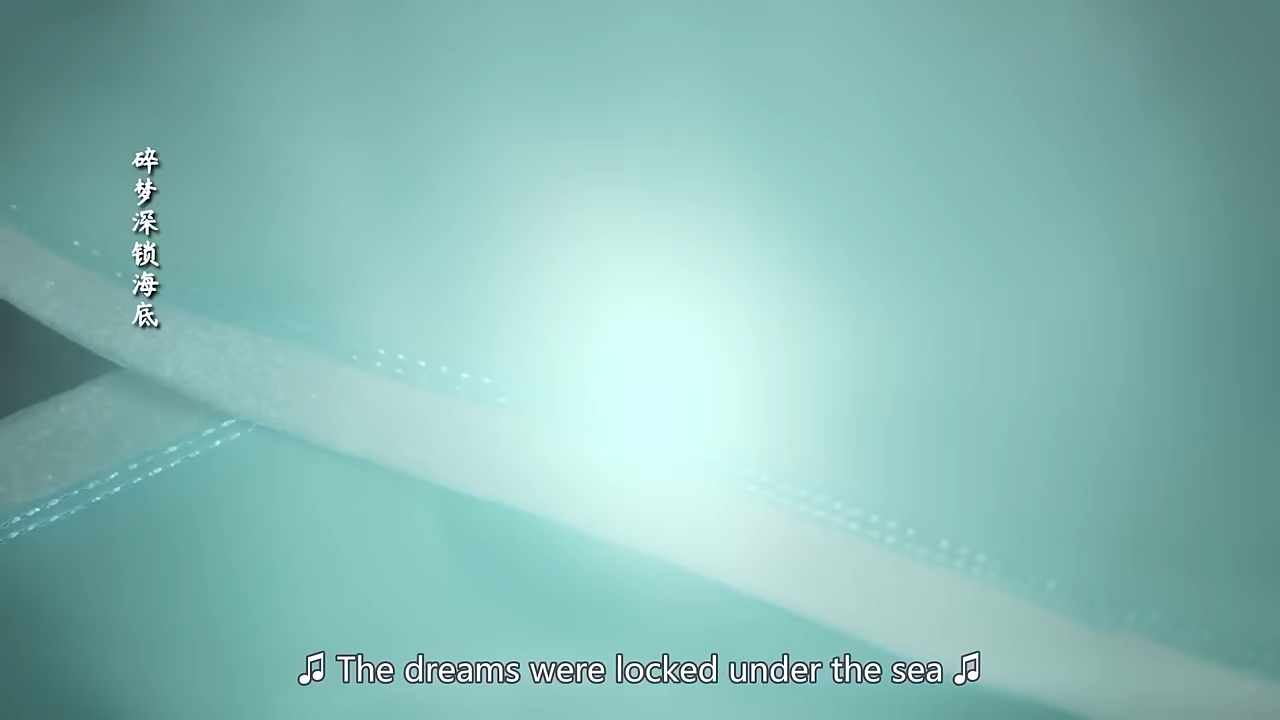 碎梦深锁海底
♫ The dreams were locked under the sea ♫